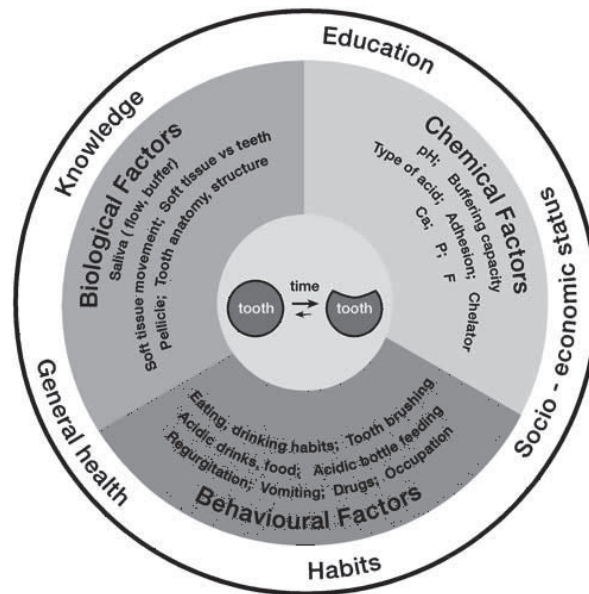 Education
Knowledge
Socio - economic status
General health
Habits
Biological Factors
Saliva ( flow, buffer)
Soft tissue movement; Soft tissue vs teeth
Pellicle; Tooth anatomy, structure
Chemical Factors
pH; Buffering capacity
Type of acid; Adhesion; Chelator
Ca; P; F
time
tooth
tooth
Eating, drinking habits; Tooth brushing
Acidic drinks, food; Acidic bottle feeding
Regurgitation; Vomiting; Drugs; Occupation
Behavioural Factors